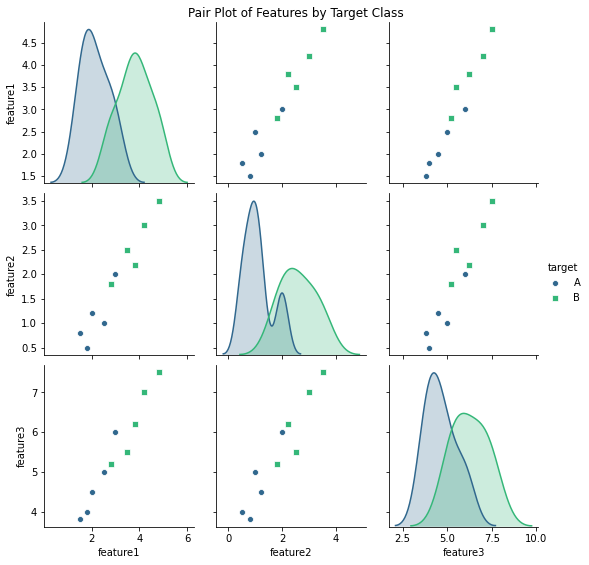 Pair Plot of Features by Target Class
feature1
4.5
4.0
3.5
3.0
2.5
2.0
1.5
feature2
3.5
3.0
2.5
2.0
1.5
1.0
0.5
target
A
B
feature3
7
6
5
4
2 4 6
0 2 4
2.5 5.0 7.5 10.0
feature1 feature2 feature3